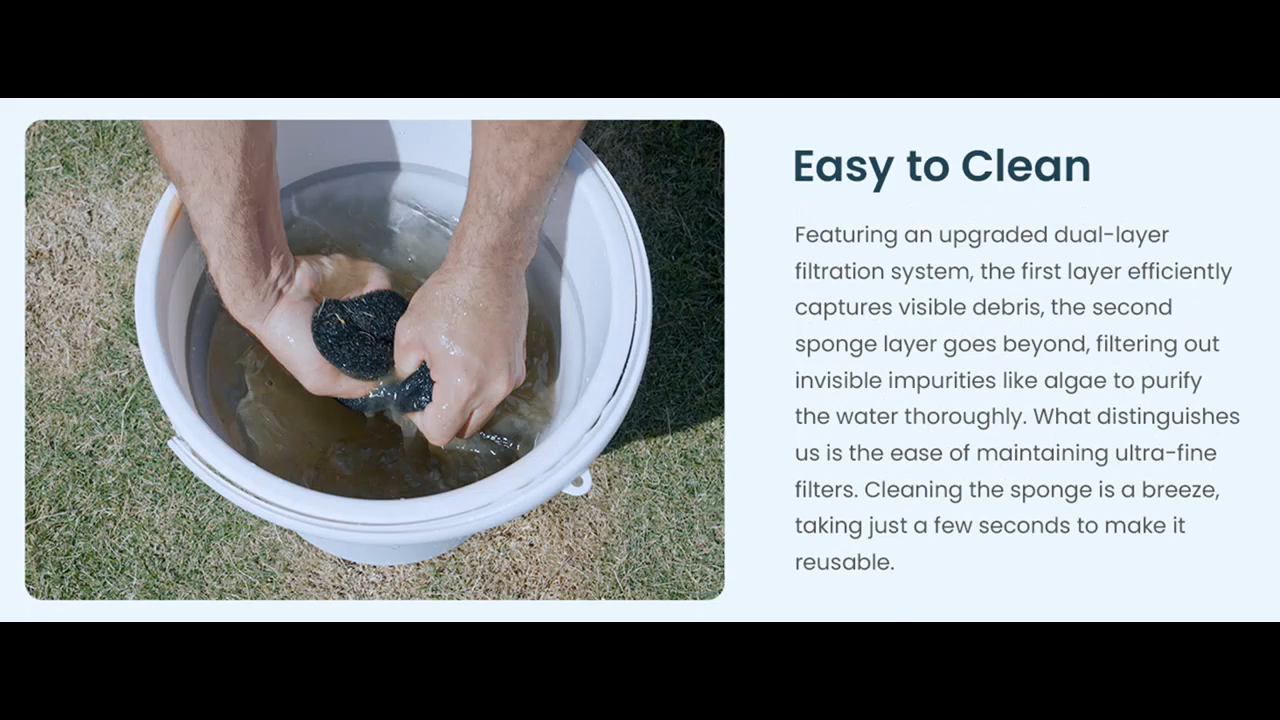 Easy to Clean
Featuring an upgraded dual-layer
filtration system, the first layer efficiently
captures visible debris, the second
sponge layer goes beyond, filtering out
invisible impurities like algae to purify
the water thoroughly. What distinguishes
us is the ease of maintaining ultra-fine
filters. Cleaning the sponge is a breeze,
taking just a few seconds to make it
reusable.